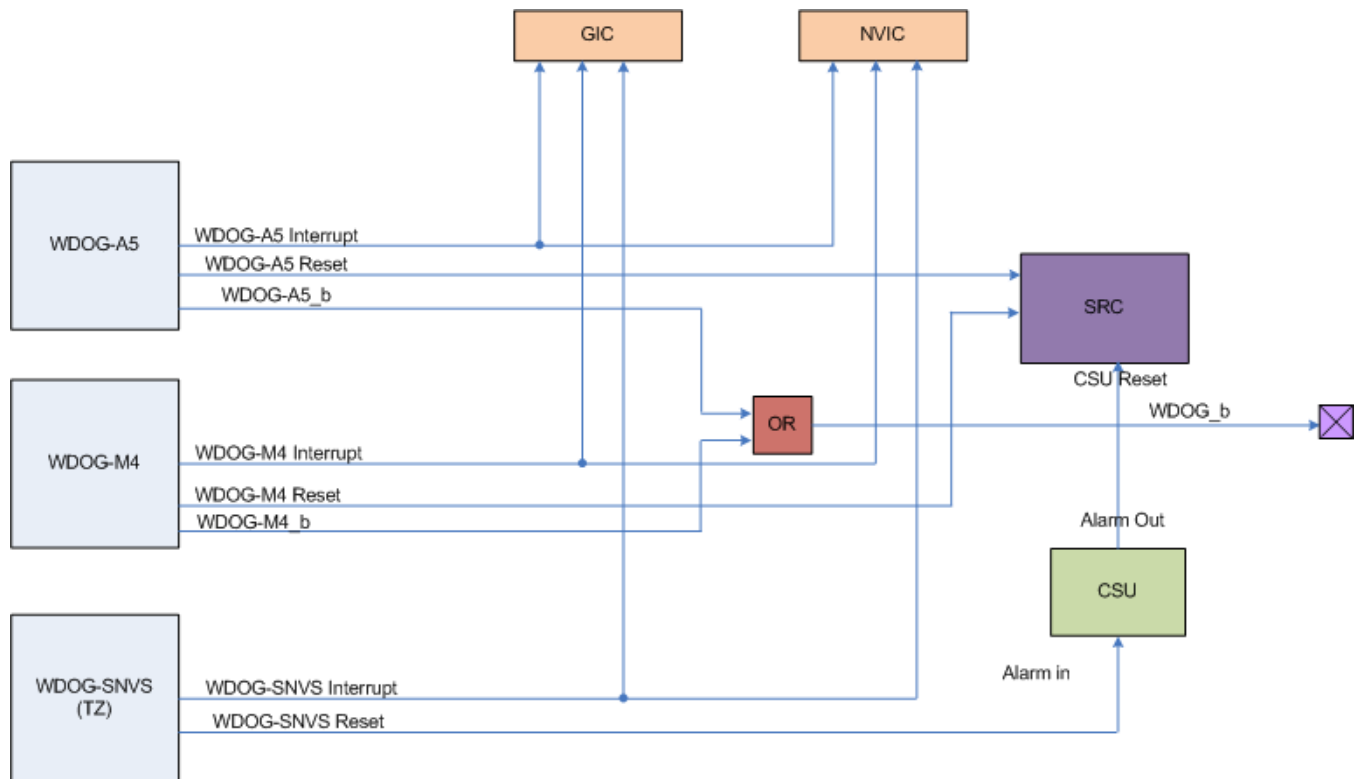 GIC
NVIC
WDOG-A5
WDOG-A5 Interrupt
WDOG-A5 Reset
WDOG-A5_b
SRC
CSU Reset
WDOG-M4
WDOG-M4 Interrupt
WDOG-M4 Reset
WDOG-M4_b
OR
WDOG_b
Alarm Out
CSU
Alarm in
WDOG-SNVS
(TZ)
WDOG-SNVS Interrupt
WDOG-SNVS Reset